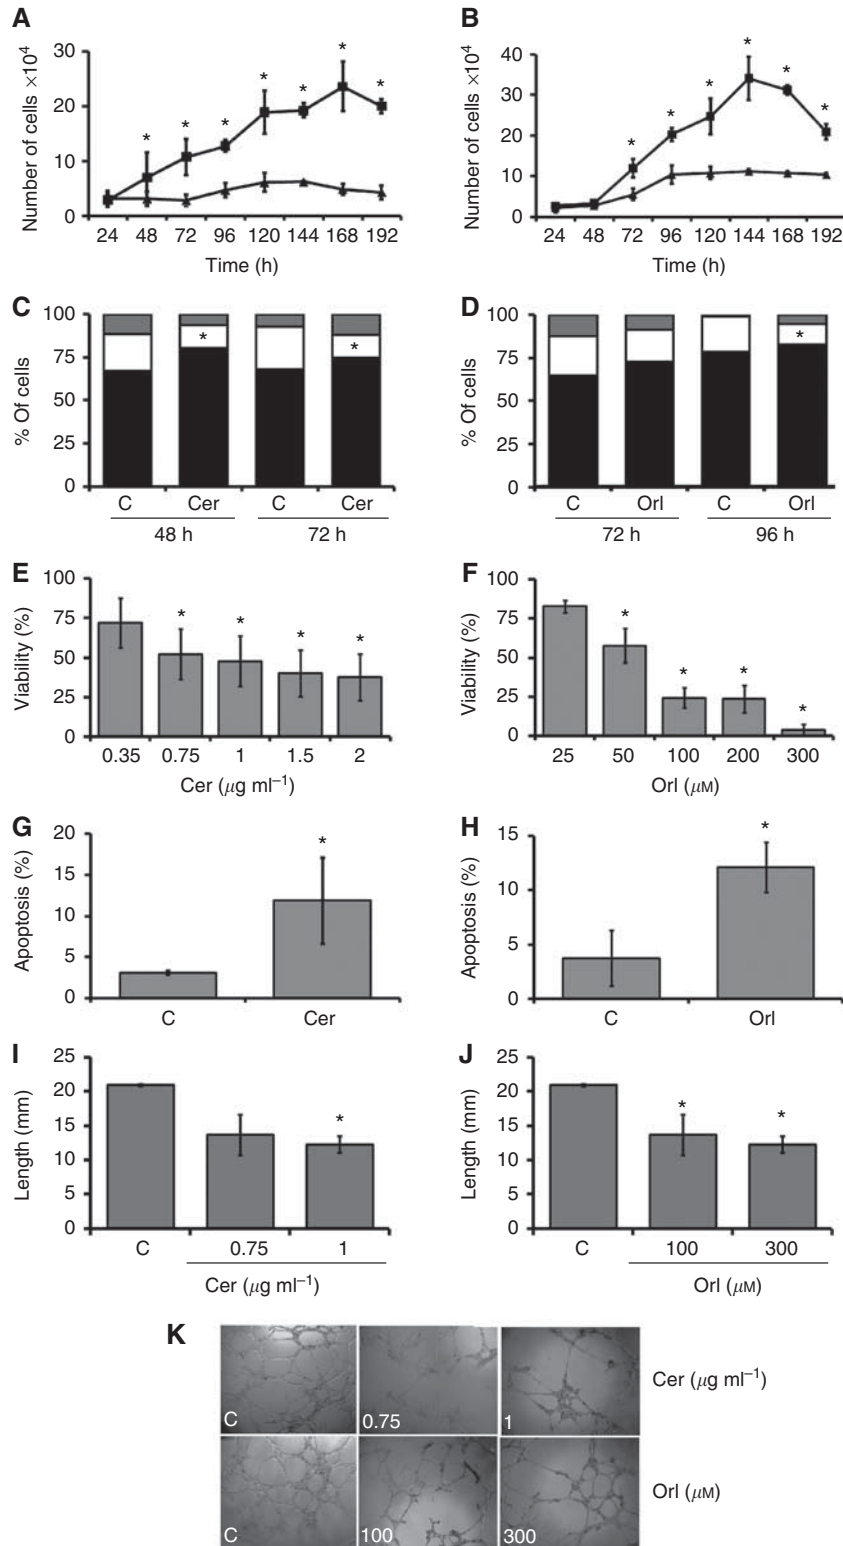 A
Number of cells ×10⁴
30
20
10
0
* * * * * * *
24 48 72 96 120 144 168 192
Time (h)
B
Number of cells ×10⁴
40
30
20
10
0
* * * * * *
24 48 72 96 120 144 168 192
Time (h)
C
% Of cells
100
75
50
25
0
* *
C Cer C Cer
48 h 72 h
D
% Of cells
100
75
50
25
0
*
C Orl C Orl
72 h 96 h
E
Viability (%)
100
75
50
25
0
* * * *
0.35 0.75 1 1.5 2
Cer (μg ml⁻¹)
F
Viability (%)
100
75
50
25
0
* * * *
25 50 100 200 300
Orl (μM)
G
Apoptosis (%)
20
15
10
5
0
*
C Cer
H
Apoptosis (%)
15
10
5
0
*
C Orl
I
Length (mm)
25
20
15
10
5
0
*
C 0.75 1
Cer (μg ml⁻¹)
J
Length (mm)
25
20
15
10
5
0
* *
C 100 300
Orl (μM)
K
C 0.75 1
Cer (μg ml⁻¹)
C 100 300
Orl (μM)